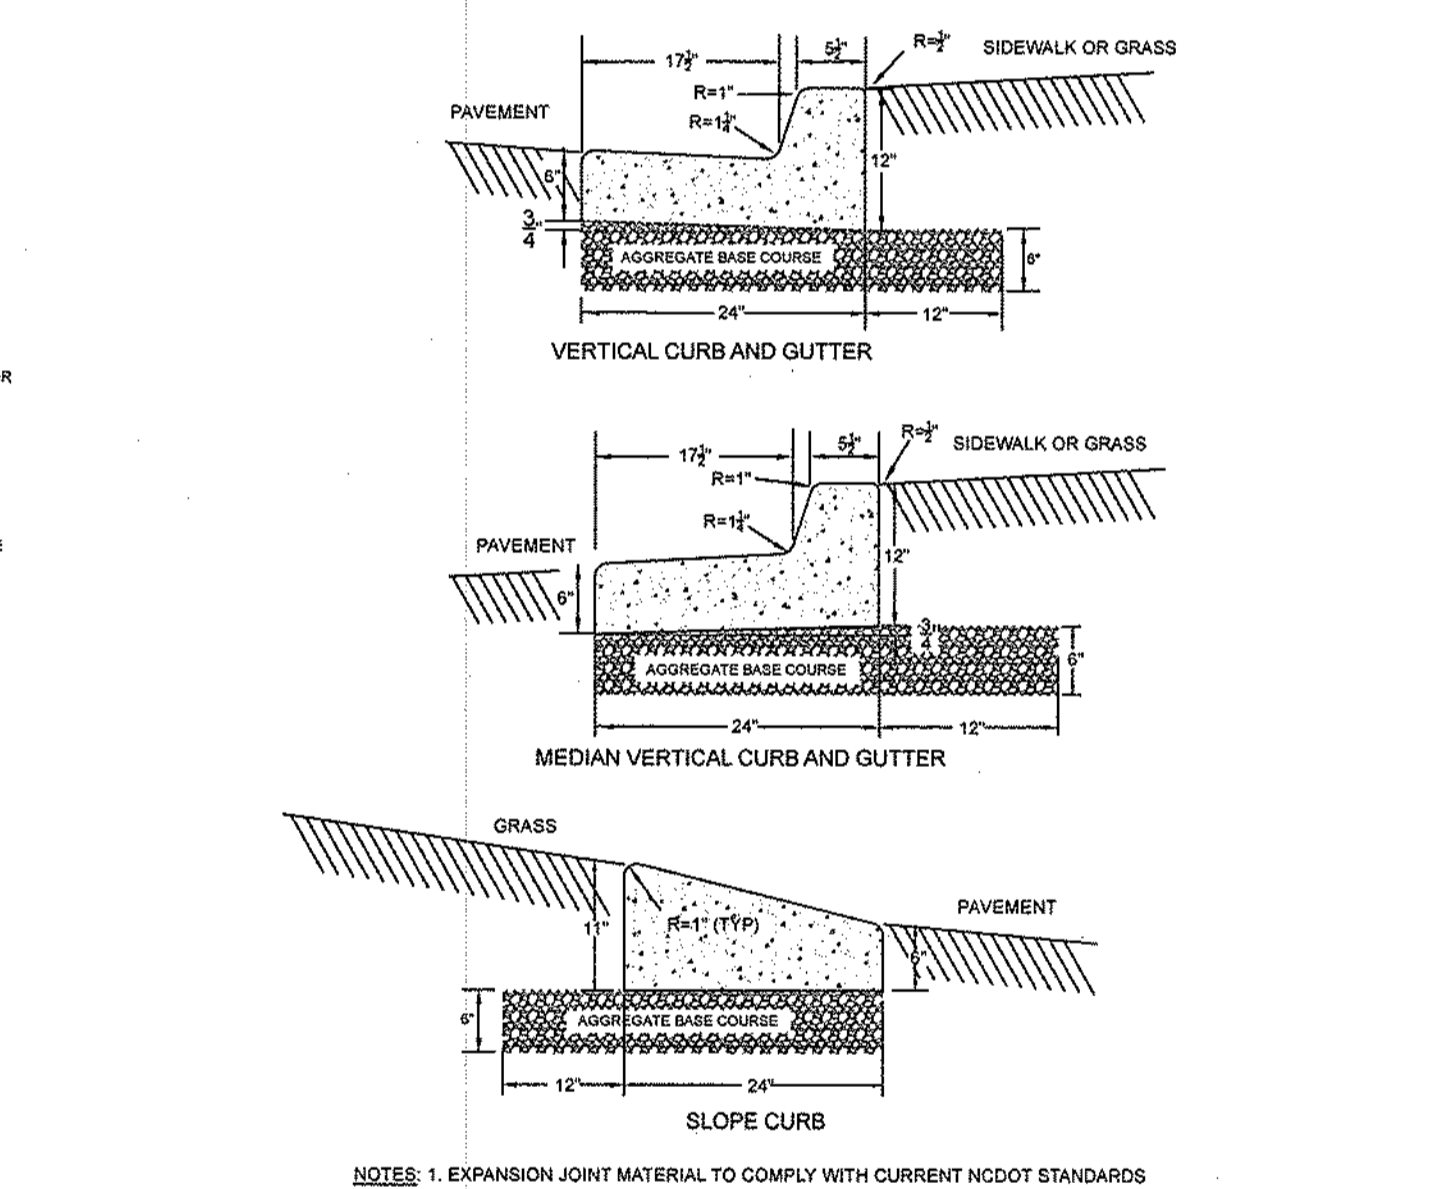 17½"
5½"
R=½"
SIDEWALK OR GRASS
R=1"
PAVEMENT
R=1¼"
12"
6"
3/4"
AGGREGATE BASE COURSE
6"
24"
12"
VERTICAL CURB AND GUTTER
R
17½"
5½"
R=½"
SIDEWALK OR GRASS
R=1"
R=1¼"
PAVEMENT
12"
6"
3/4"
AGGREGATE BASE COURSE
6"
24"
12"
MEDIAN VERTICAL CURB AND GUTTER
GRASS
PAVEMENT
R=1" (TYP)
11"
6"
6"
AGGREGATE BASE COURSE
12"
24"
SLOPE CURB
NOTES: 1. EXPANSION JOINT MATERIAL TO COMPLY WITH CURRENT NCDOT STANDARDS